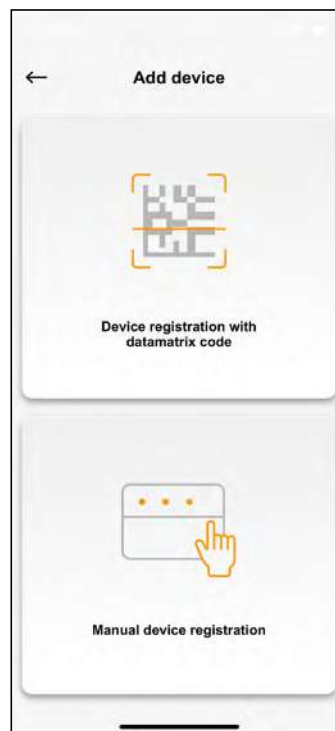 Add device
Device registration with
datamatrix code
Manual device registration